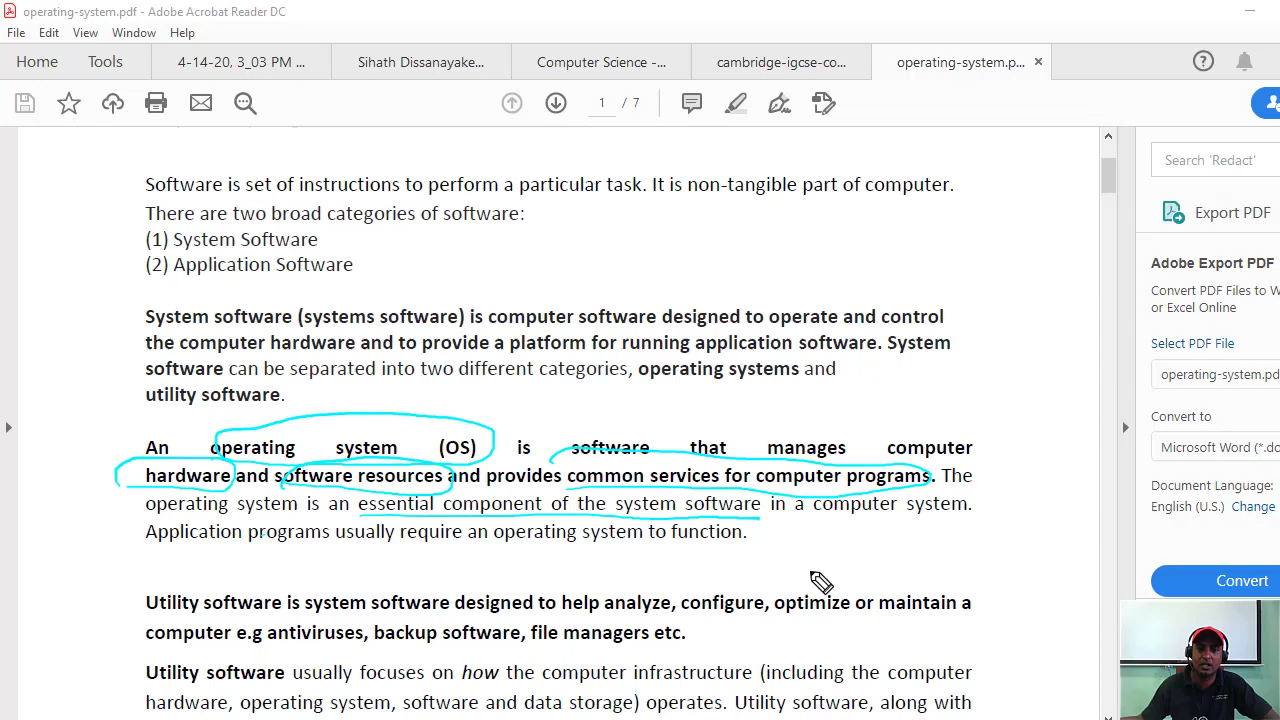 operating-system.pdf - Adobe Acrobat Reader DC
File Edit View Window Help
Home Tools 4-14-20, 3_03 PM ... Sihath Dissanayake... Computer Science -... cambridge-igcse-co... operating-system.p... ×
1 / 7
Software is set of instructions to perform a particular task. It is non-tangible part of computer.
There are two broad categories of software:
(1) System Software
(2) Application Software
System software (systems software) is computer software designed to operate and control
the computer hardware and to provide a platform for running application software. System
software can be separated into two different categories, operating systems and
utility software.
An operating system (OS) is software that manages computer
hardware and software resources and provides common services for computer programs. The
operating system is an essential component of the system software in a computer system.
Application programs usually require an operating system to function.
Utility software is system software designed to help analyze, configure, optimize or maintain a
computer e.g antiviruses, backup software, file managers etc.
Utility software usually focuses on how the computer infrastructure (including the computer
hardware, operating system, software and data storage) operates. Utility software, along with
Search 'Redact'
Export PDF
Adobe Export PDF
Convert PDF Files to W
or Excel Online
Select PDF File
operating-system.pd
Convert to
Microsoft Word (*.do
Document Language:
English (U.S.) Change
Convert